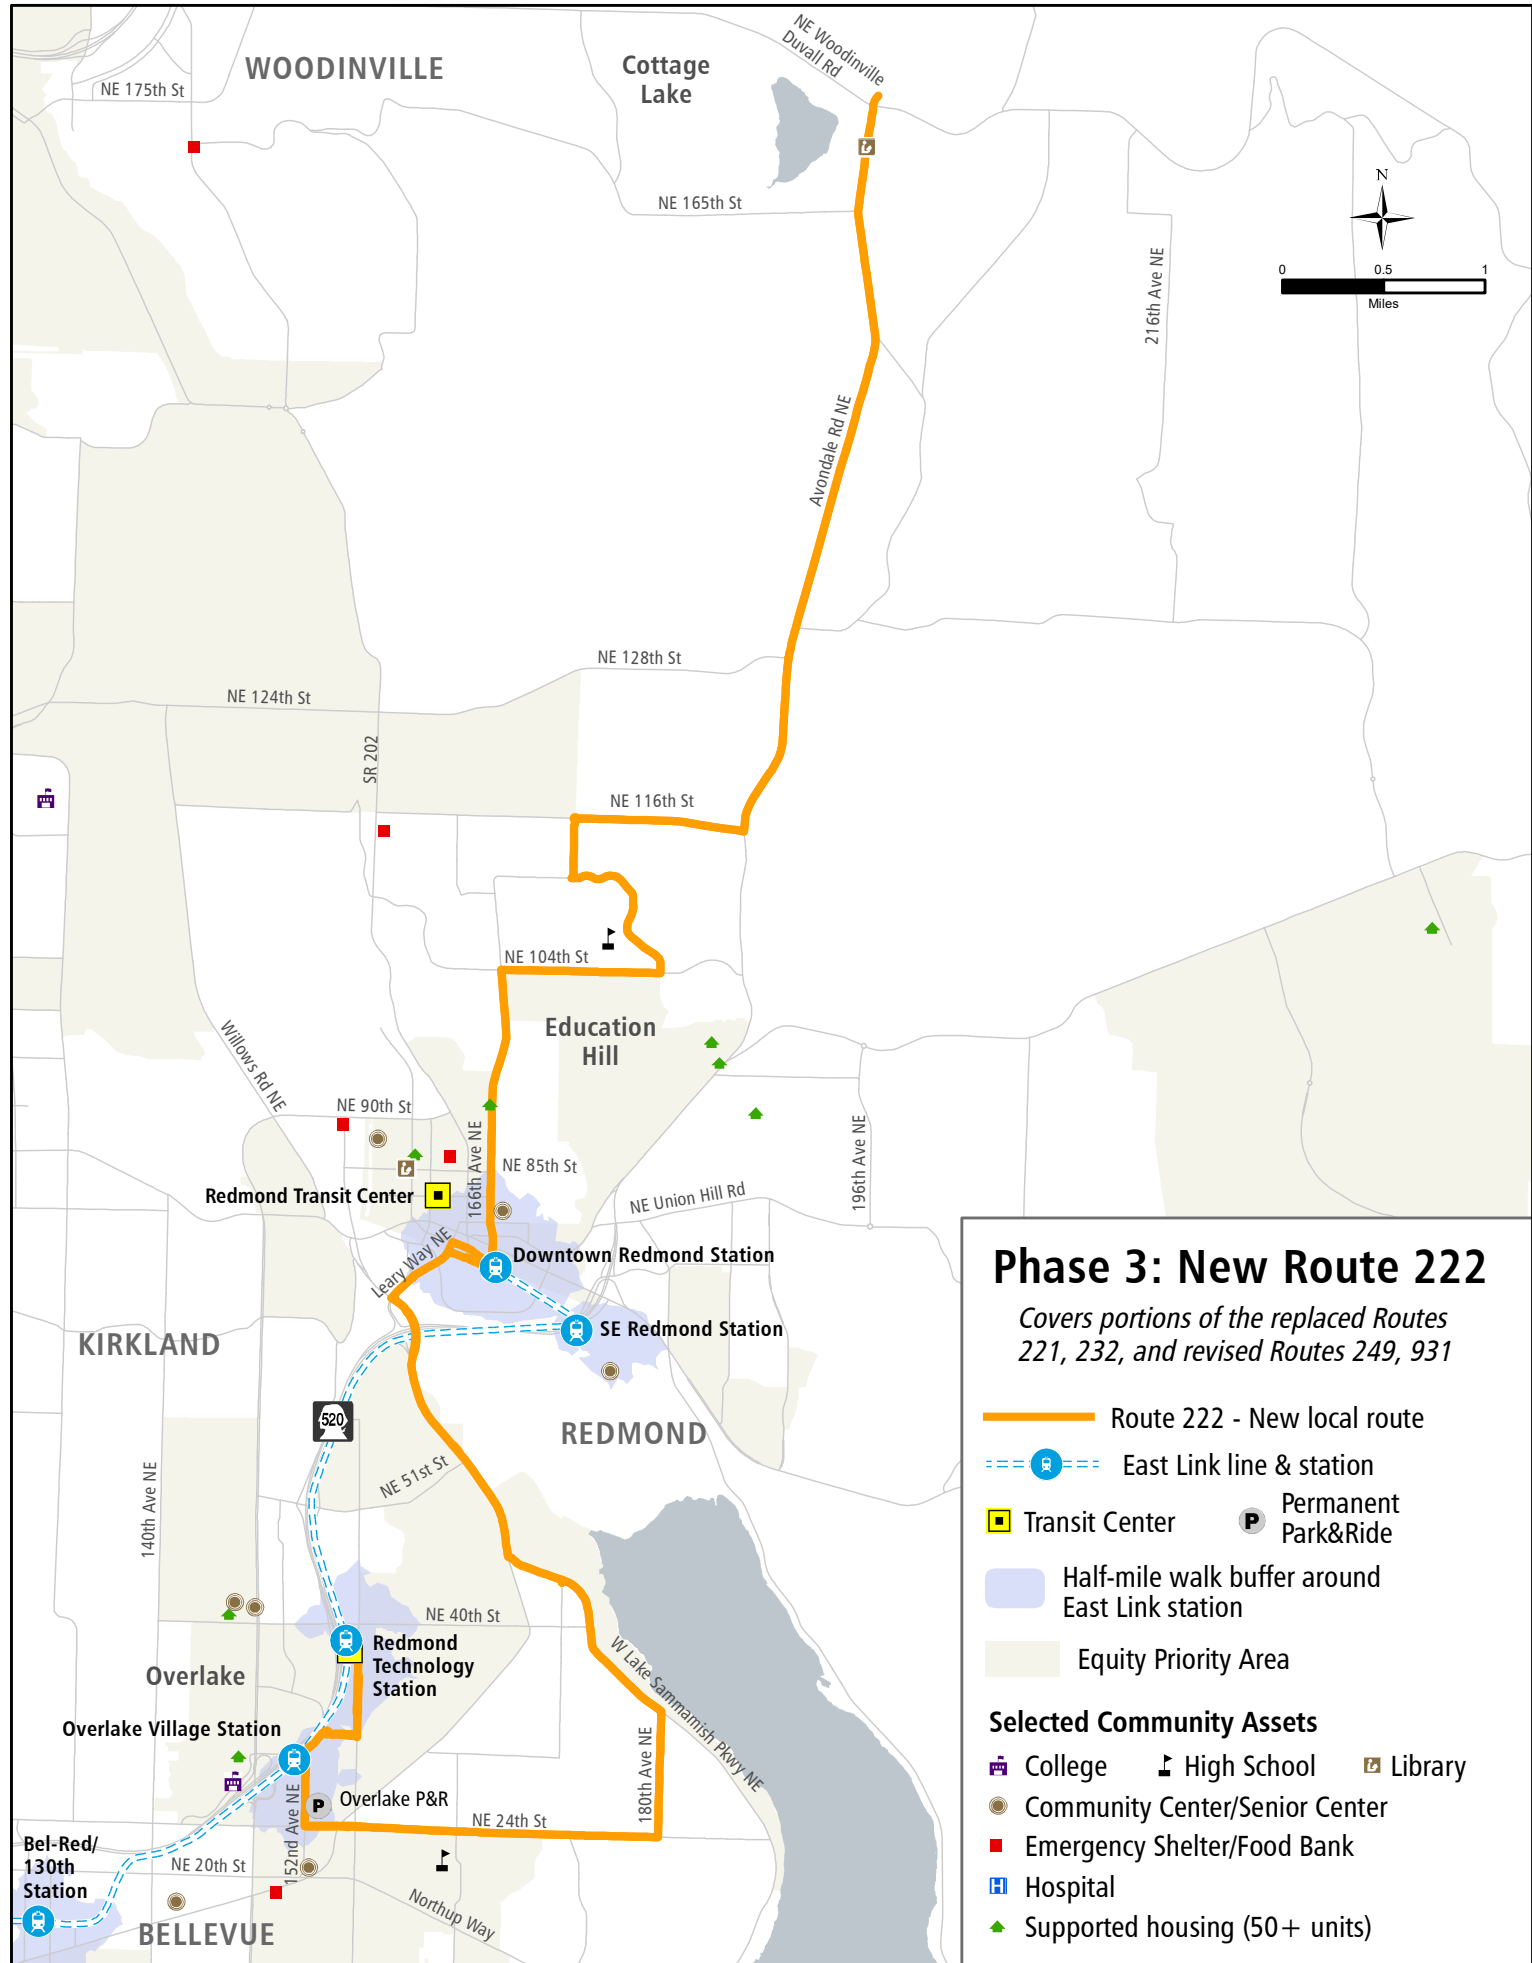 WOODINVILLE
Cottage
Lake
NE Woodinville
Duvall Rd
NE 175th St
NE 165th St
N
0 0.5 1
Miles
216th Ave NE
Avondale Rd NE
NE 128th St
NE 124th St
SR 202
NE 116th St
NE 104th St
Education
Hill
Willows Rd NE
NE 90th St
166th Ave NE
NE 85th St
196th Ave NE
Redmond Transit Center
NE Union Hill Rd
Leary Way NE
Downtown Redmond Station
SE Redmond Station
KIRKLAND
520
REDMOND
NE 51st St
140th Ave NE
NE 40th St
Redmond
Technology
Station
W Lake Sammamish Pkwy NE
Overlake
Overlake Village Station
180th Ave NE
P
Overlake P&R
152nd Ave NE
NE 24th St
Bel-Red/
130th
Station
NE 20th St
Northup Way
BELLEVUE
Phase 3: New Route 222
Covers portions of the replaced Routes
221, 232, and revised Routes 249, 931
Route 222 - New local route
East Link line & station
Transit Center
P
Permanent
Park&Ride
Half-mile walk buffer around
East Link station
Equity Priority Area
Selected Community Assets
College
High School
Library
Community Center/Senior Center
Emergency Shelter/Food Bank
H
Hospital
Supported housing (50+ units)